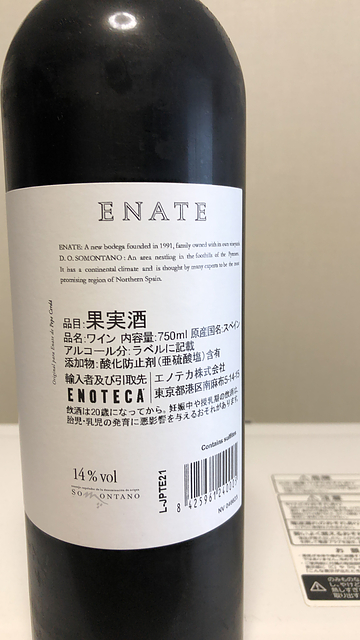 ENATE
ENATE: A new bodega founded in 1991, family owned with its own vineyards
D. O. SOMONTANO: An area nestling in the foothills of the Pyrenees.
It has a continental climate and is thought by many experts to be the most
promising region of Northern Spain.
Original para Enate de Pepe Cerdá
品目:果実酒
品名:ワイン 内容量:750ml 原産国名:スペイン
アルコール分:ラベルに記載
添加物:酸化防止剤(亜硫酸塩)含有
輸入者及び引取先 エノテカ株式会社
ENOTECA 東京都港区南麻布5-14-15
飲酒は20歳になってから。妊娠中や授乳期の飲酒は、
胎児・乳児の発育に悪影響を与えるおそれがあります。
Contains sulfites
14 % vol
SOMONTANO
L-JPTE21
8 425961